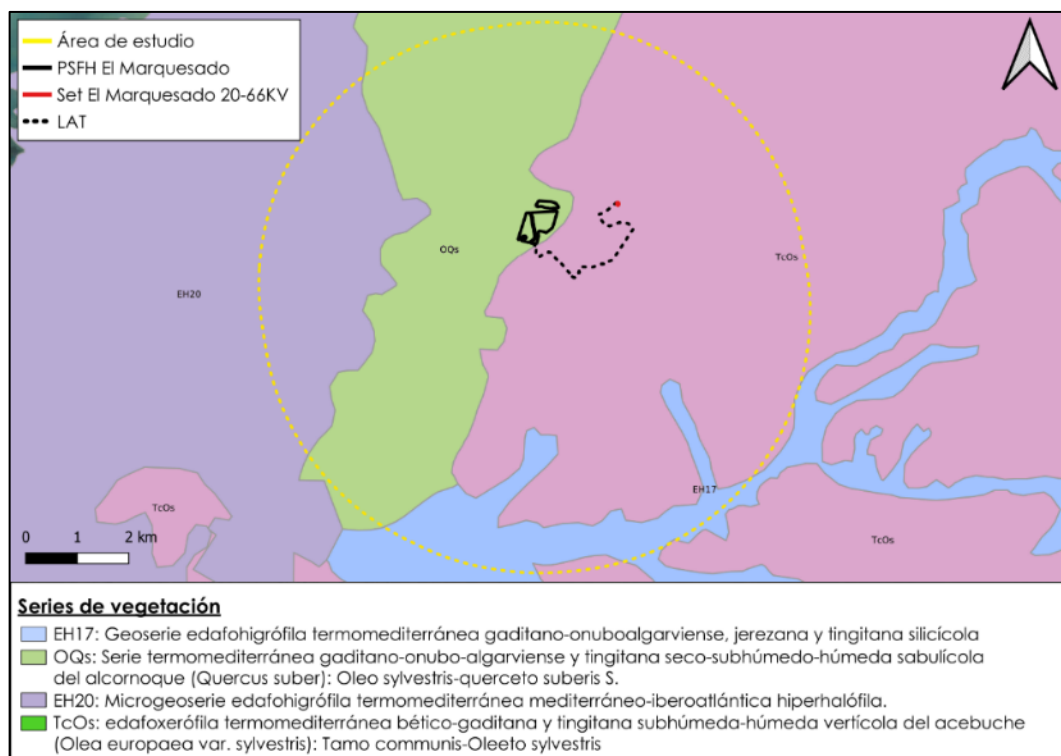 Área de estudio
PSFH El Marquesado
Set El Marquesado 20-66KV
LAT
OQs
TcOs
EH20
EH17
TcOs
TcOs
0 1 2 km
Series de vegetación
EH17: Geoserie edafohigrófila termomediterránea gaditano-onuboalgarviense, jerezana y tingitana silicícola
OQs: Serie termomediterránea gaditano-onubo-algarviense y tingitana seco-subhúmedo-húmeda sabulícola
del alcornoque (Quercus suber): Oleo sylvestris-querceto suberis S.
EH20: Microgeoserie edafohigrófila termomediterránea mediterráneo-iberoatlántica hiperhalófila.
TcOs: edafoxerófila termomediterránea bético-gaditana y tingitana subhúmeda-húmeda vertícola del acebuche
(Olea europaea var. sylvestris): Tamo communis-Oleeto sylvestris